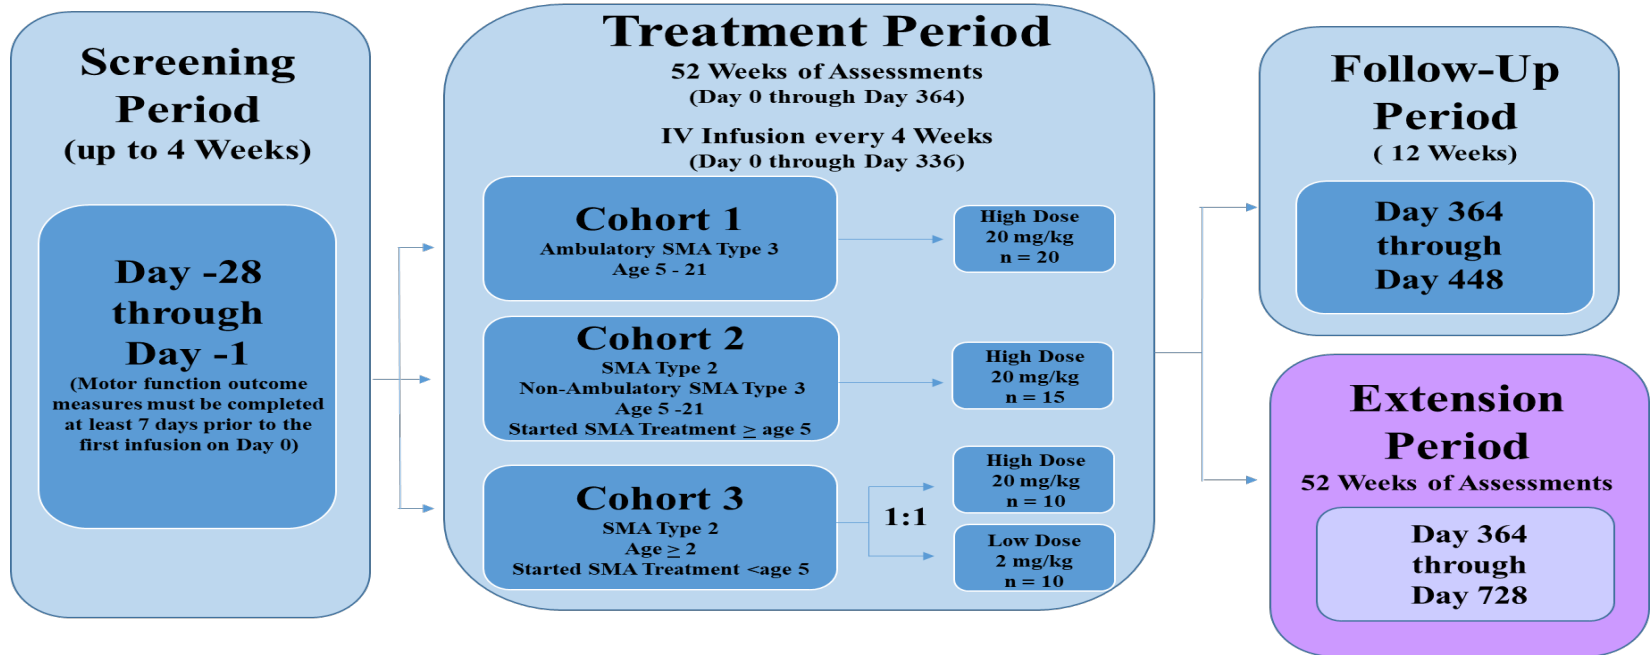 Screening
Period
(up to 4 Weeks)
Day -28
through
Day -1
(Motor function outcome
measures must be completed
at least 7 days prior to the
first infusion on Day 0)
Treatment Period
52 Weeks of Assessments
(Day 0 through Day 364)
IV Infusion every 4 Weeks
(Day 0 through Day 336)
Cohort 1
Ambulatory SMA Type 3
Age 5 - 21
High Dose
20 mg/kg
n = 20
Cohort 2
SMA Type 2
Non-Ambulatory SMA Type 3
Age 5 -21
Started SMA Treatment ≥ age 5
High Dose
20 mg/kg
n = 15
Cohort 3
SMA Type 2
Age ≥ 2
Started SMA Treatment <age 5
1:1
High Dose
20 mg/kg
n = 10
Low Dose
2 mg/kg
n = 10
Follow-Up
Period
( 12 Weeks)
Day 364
through
Day 448
Extension
Period
52 Weeks of Assessments
Day 364
through
Day 728